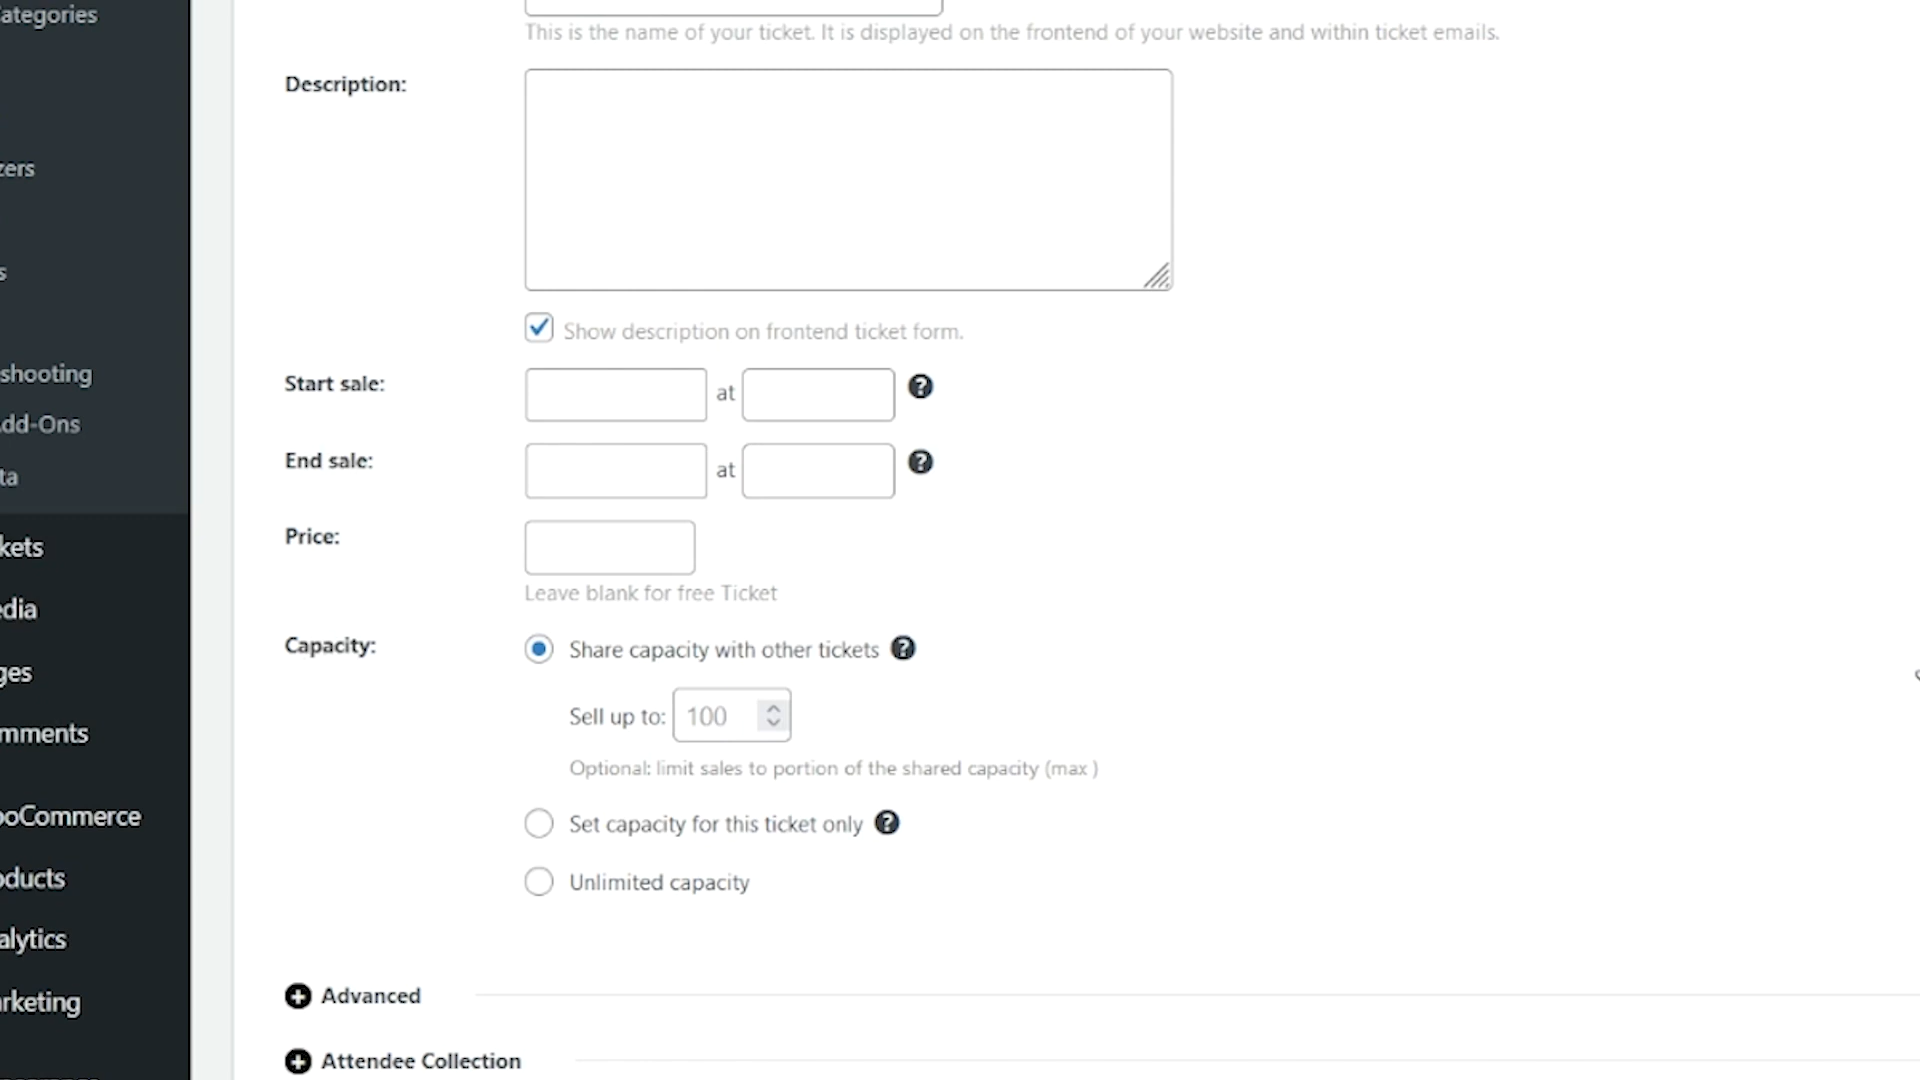 ategories
This is the name of your ticket. It is displayed on the frontend of your website and within ticket emails.
Description:
zers
s
Show description on frontend ticket form.
shooting
Start sale:
at
dd-Ons
End sale:
at
ta
Price:
kets
Leave blank for free Ticket
edia
Capacity:
Share capacity with other tickets
ges
Sell up to: 100
mments
Optional: limit sales to portion of the shared capacity (max )
ooCommerce
Set capacity for this ticket only
oducts
Unlimited capacity
alytics
Advanced
arketing
Attendee Collection